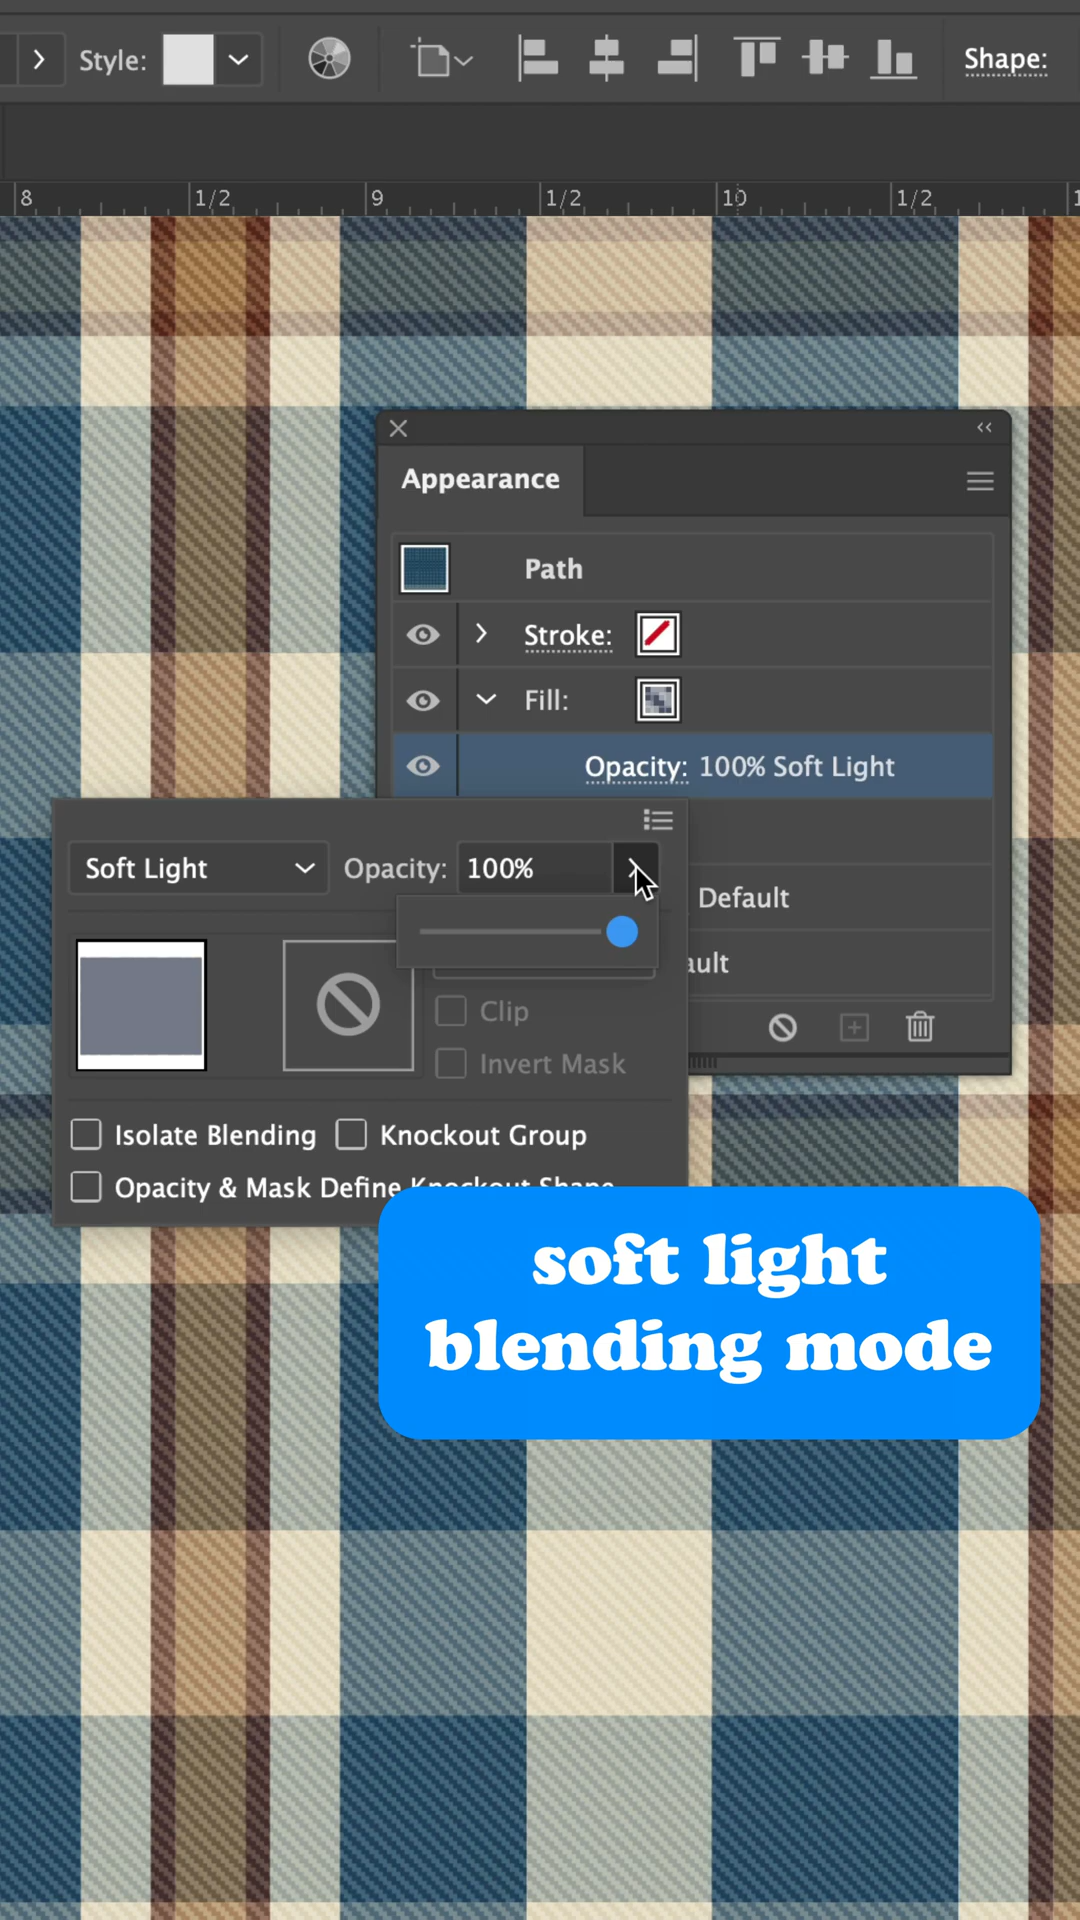 Style:
Shape:
8 1/2 9 1/2 10 1/2
Appearance
Path
Stroke:
Fill:
Opacity: 100% Soft Light
Soft Light Opacity: 100%
Default
Clip
Invert Mask
Isolate Blending Knockout Group
Opacity & Mask Define Knockout Shape
soft light
blending mode